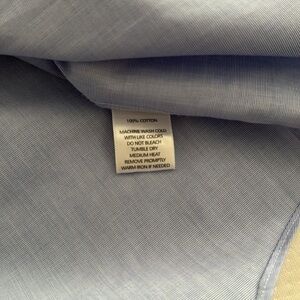 100% COTTON
MACHINE WASH COLD
WITH LIKE COLORS
DO NOT BLEACH
TUMBLE DRY
MEDIUM HEAT
REMOVE PROMPTLY
WARM IRON IF NEEDED